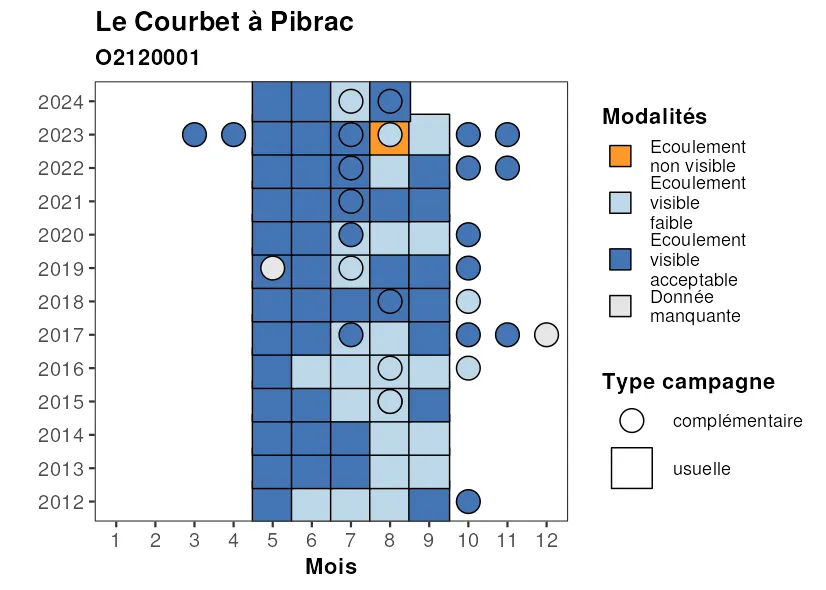 Le Courbet à Pibrac
O2120001
2024
2023
2022
2021
2020
2019
2018
2017
2016
2015
2014
2013
2012
1 2 3 4 5 6 7 8 9 10 11 12
Mois
Modalités
Ecoulement
non visible
Ecoulement
visible
faible
Ecoulement
visible
acceptable
Donnée
manquante
Type campagne
complémentaire
usuelle